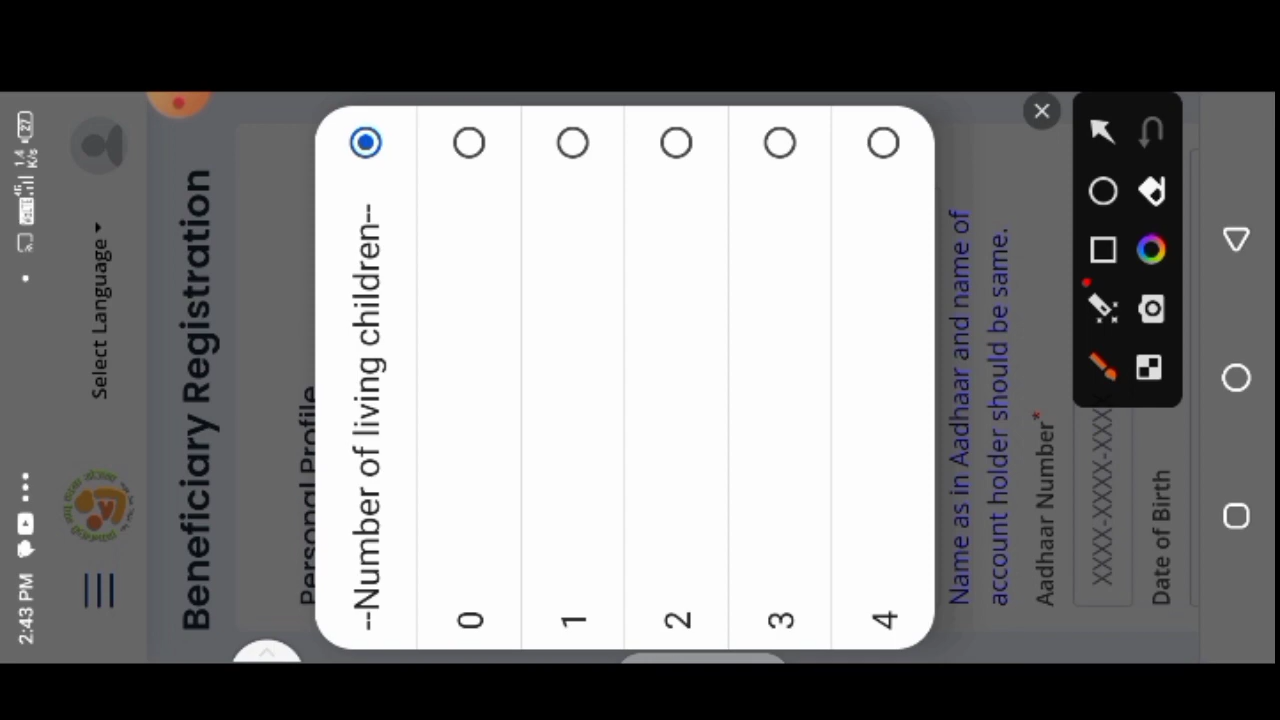 2:43 PM
1.4
K/s
27
Select Language
Beneficiary Registration
Personal Profile
--Number of living children--
0
1
2
3
4
Name as in Aadhaar and name of
account holder should be same.
Aadhaar Number*
XXXX-XXXX-XXXX
Date of Birth